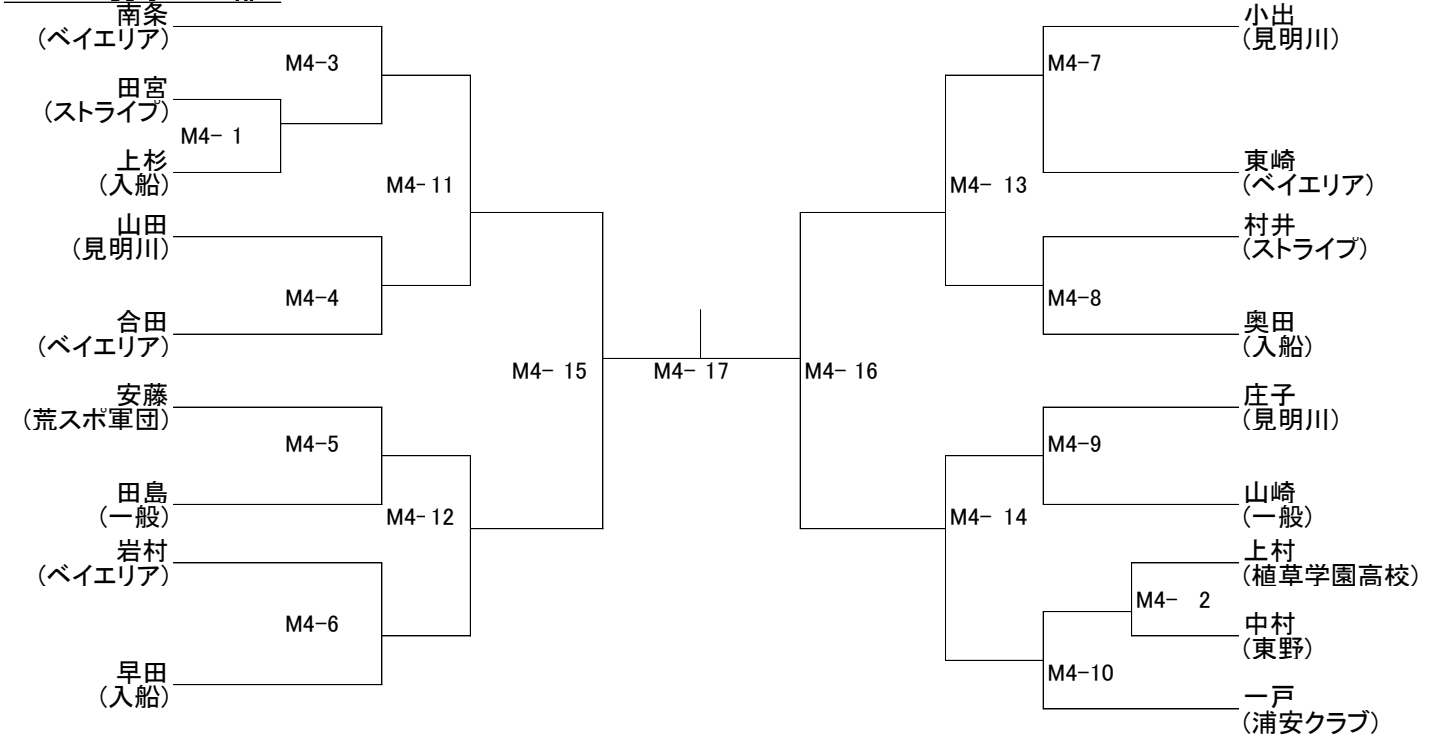 南条
(ベイエリア)
M4-3
田宮
(ストライプ)
M4- 1
上杉
(入船)
M4- 11
山田
(見明川)
M4-4
合田
(ベイエリア)
M4- 15
安藤
(荒スポ軍団)
M4-5
田島
(一般)
M4- 12
岩村
(ベイエリア)
M4-6
早田
(入船)
M4- 17
小出
(見明川)
M4-7
東崎
(ベイエリア)
M4- 13
村井
(ストライプ)
M4-8
奥田
(入船)
M4- 16
庄子
(見明川)
M4-9
山崎
(一般)
M4- 14
上村
(植草学園高校)
M4- 2
中村
(東野)
M4-10
一戸
(浦安クラブ)